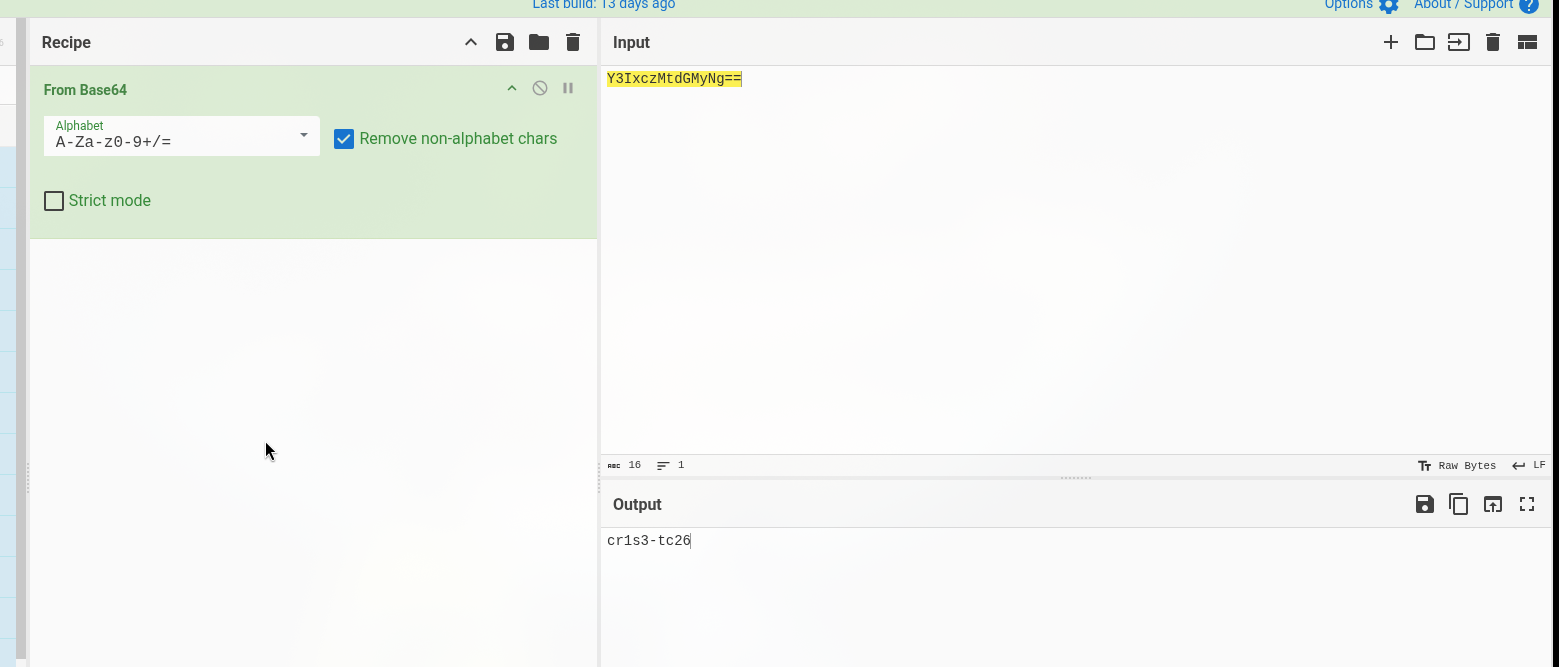 Last build: 13 days ago
Options
About / Support
Recipe
From Base64
Alphabet
A-Za-z0-9+/=
Remove non-alphabet chars
Strict mode
Input
Y3IxczMtdGMyNg==
ABC 16 1
Raw Bytes LF
Output
cr1s3-tc26